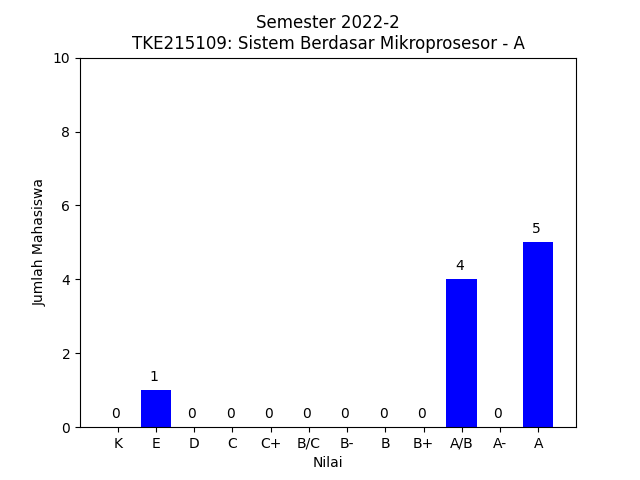 Semester 2022-2
TKE215109: Sistem Berdasar Mikroprosesor - A
10
8
6
4
2
0
Jumlah Mahasiswa
0 1 0 0 0 0 0 0 0 4 0 5
K E D C C+ B/C B- B B+ A/B A- A
Nilai